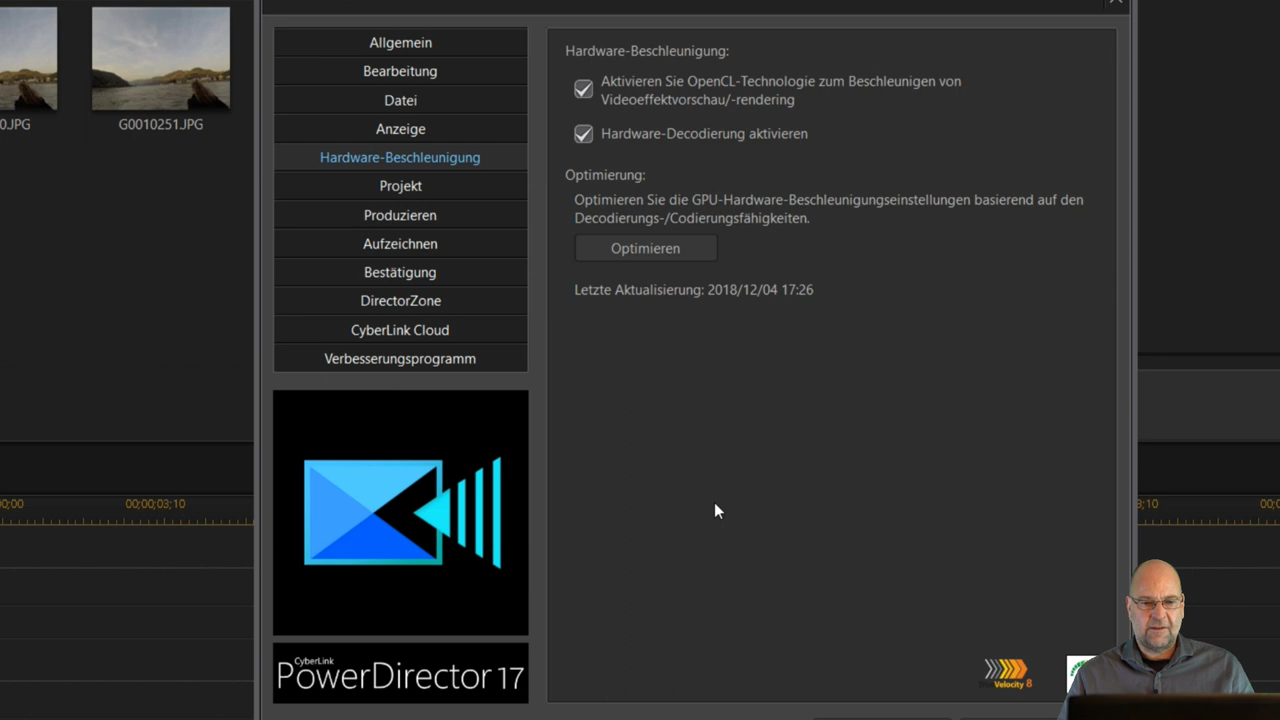 0.JPG
G0010251.JPG
Allgemein
Bearbeitung
Datei
Anzeige
Hardware-Beschleunigung
Projekt
Produzieren
Aufzeichnen
Bestätigung
DirectorZone
CyberLink Cloud
Verbesserungsprogramm
Hardware-Beschleunigung:
Aktivieren Sie OpenCL-Technologie zum Beschleunigen von
Videoeffektvorschau/-rendering
Hardware-Decodierung aktivieren
Optimierung:
Optimieren Sie die GPU-Hardware-Beschleunigungseinstellungen basierend auf den
Decodierungs-/Codierungsfähigkeiten.
Optimieren
Letzte Aktualisierung: 2018/12/04 17:26
00;00
00;00;03;10
3;10
00;0
CyberLink
PowerDirector 17
Velocity 8